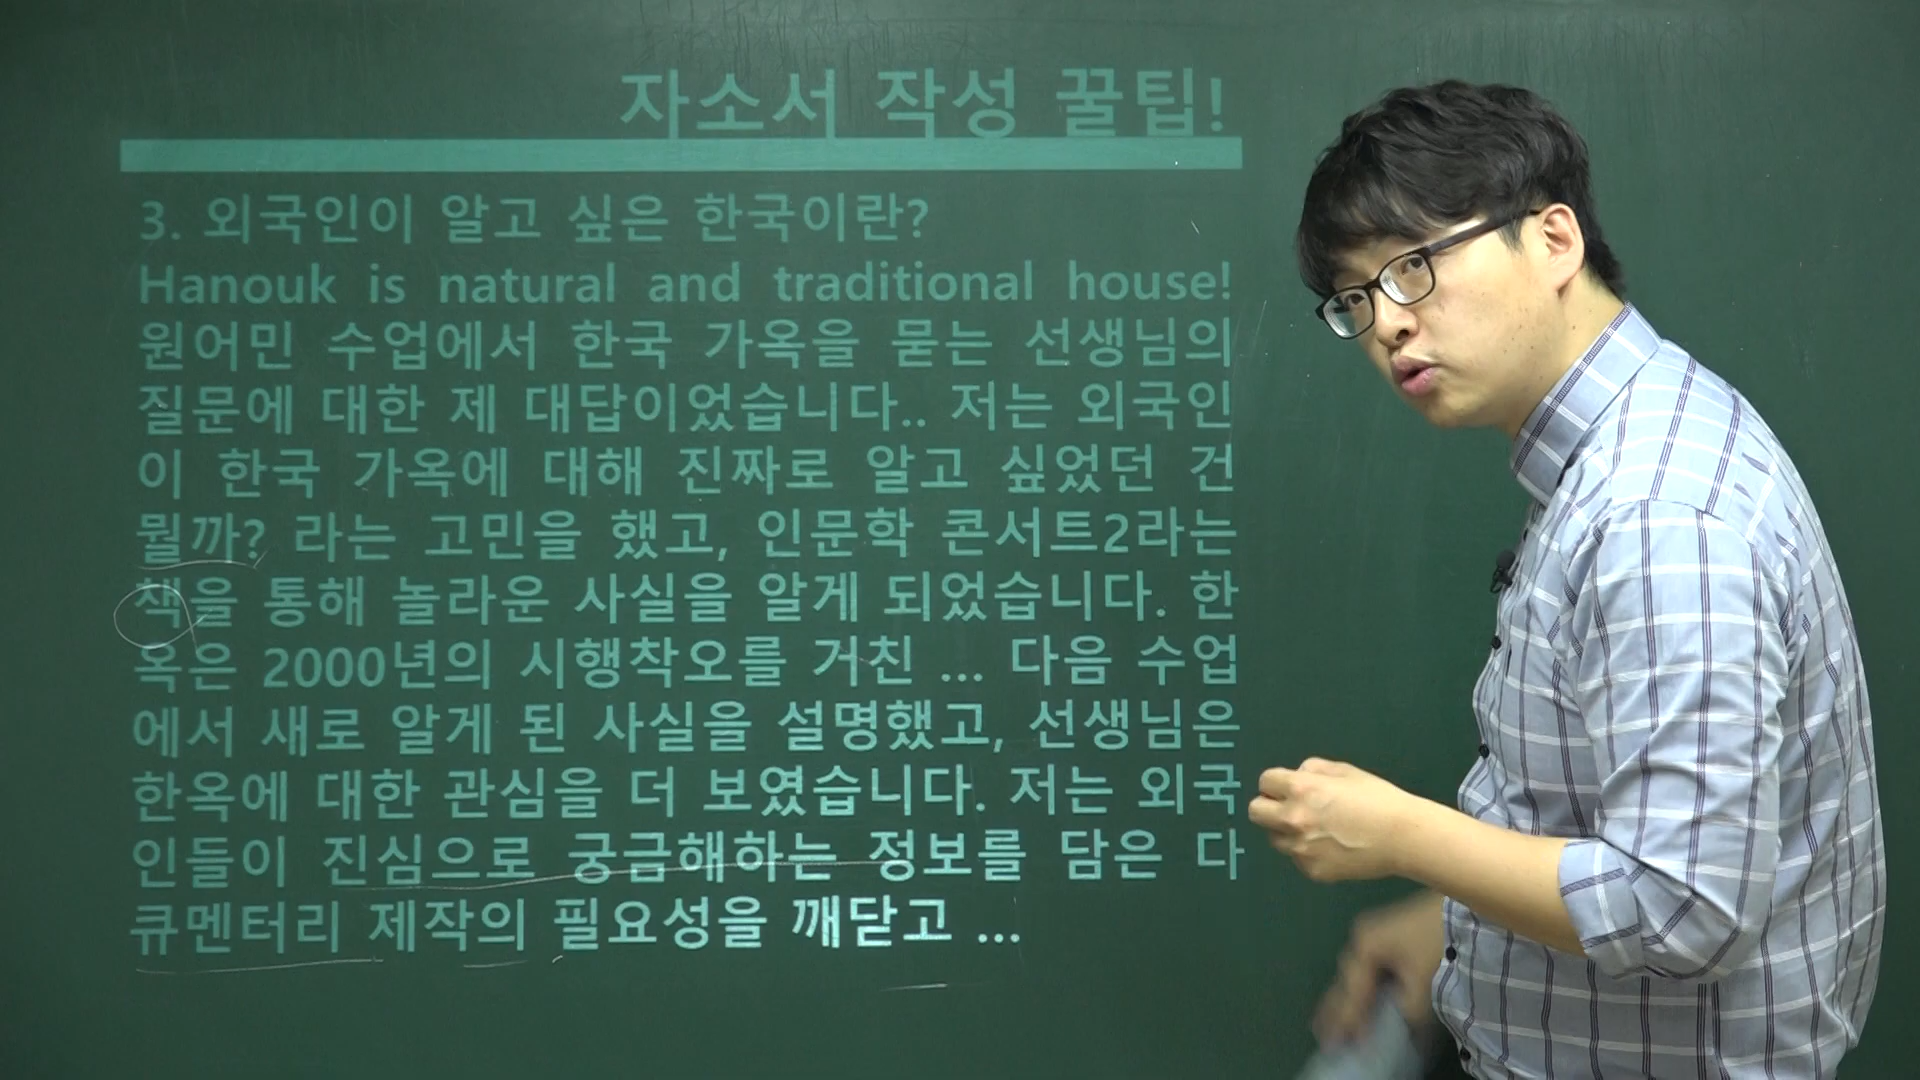 자소서 작성 꿀팁!
3. 외국인이 알고 싶은 한국이란?
Hanouk is natural and traditional house!
원어민 수업에서 한국 가옥을 묻는 선생님의
질문에 대한 제 대답이었습니다.. 저는 외국인
이 한국 가옥에 대해 진짜로 알고 싶었던 건
뭘까? 라는 고민을 했고, 인문학 콘서트2라는
책을 통해 놀라운 사실을 알게 되었습니다. 한
옥은 2000년의 시행착오를 거친 ... 다음 수업
에서 새로 알게 된 사실을 설명했고, 선생님은
한옥에 대한 관심을 더 보였습니다. 저는 외국
인들이 진심으로 궁금해하는 정보를 담은 다
큐멘터리 제작의 필요성을 깨닫고 ...